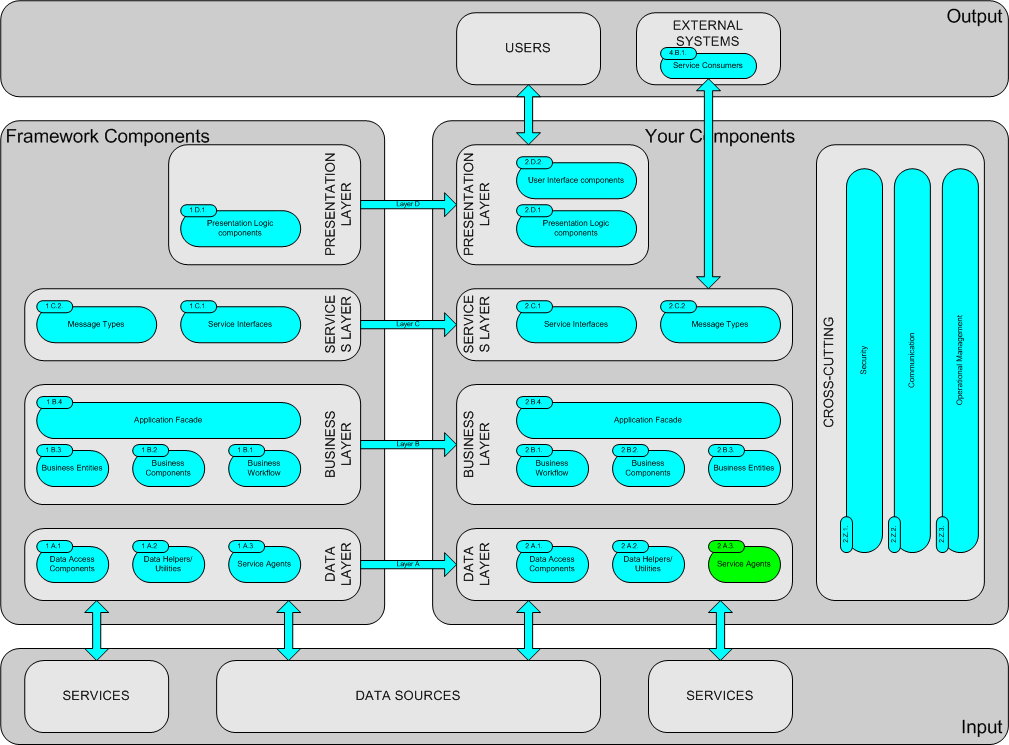 Output
USERS
EXTERNAL
SYSTEMS
4.B.1.
Service Consumers
Framework Components
PRESENTATION
LAYER
1.D.1
Presentation Logic
components
Layer D
1.C.2.
Message Types
1.C.1
Service Interfaces
SERVICE
S LAYER
Layer C
1.B.4
Application Facade
1.B.3
Business Entities
1.B.2
Business
Components
1.B.1
Business
Workflow
BUSINESS
LAYER
Layer B
1.A.1
Data Access
Components
1.A.2
Data Helpers/
Utilities
1.A.3
Service Agents
DATA
LAYER
Layer A
Your Components
PRESENTATION
LAYER
2.D.2
User Interface components
2.D.1
Presentation Logic
components
SERVICE
S LAYER
2.C.1
Service Interfaces
2.C.2
Message Types
BUSINESS
LAYER
2.B.4.
Application Facade
2.B.1.
Business
Workflow
2.B.2.
Business
Components
2.B.3.
Business Entities
DATA
LAYER
2.A.1.
Data Access
Components
2.A.2.
Data Helpers/
Utilities
2.A.3.
Service Agents
CROSS-CUTTING
Security
2.Z.1.
Communication
2.Z.2.
Operational Management
2.Z.3.
SERVICES
DATA SOURCES
SERVICES
Input